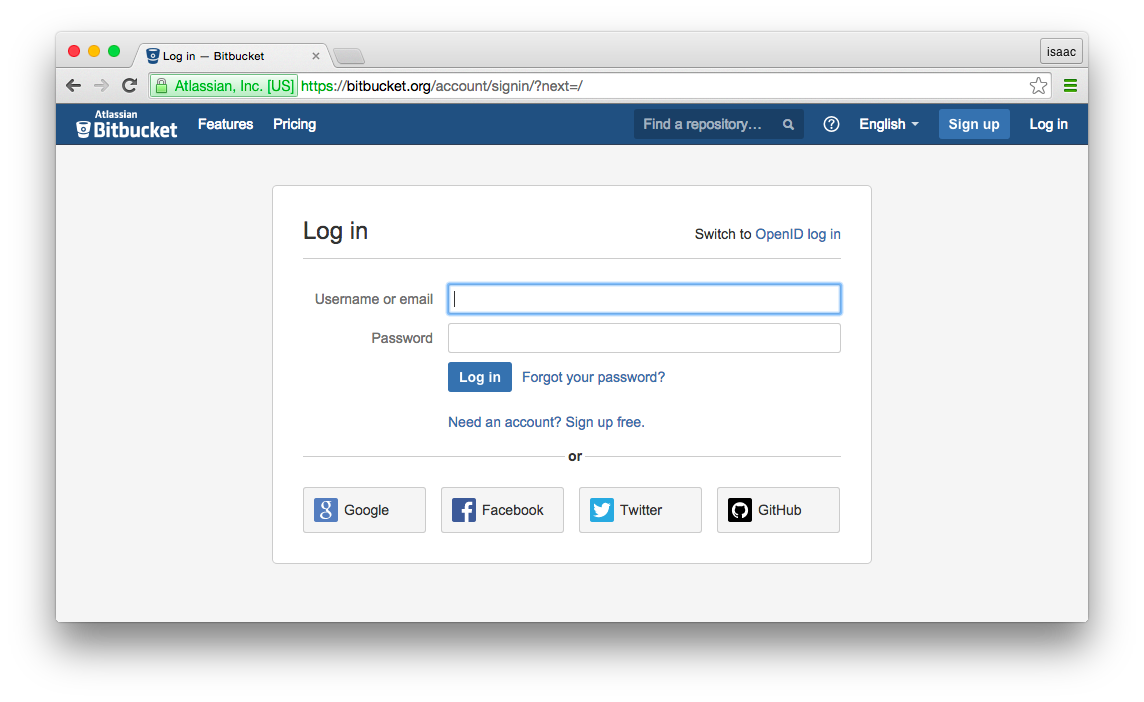 Log in — Bitbucket
isaac
Atlassian, Inc. [US] https://bitbucket.org/account/signin/?next=/
Atlassian
Bitbucket Features Pricing Find a repository... English Sign up Log in
Log in
Switch to OpenID log in
Username or email
Password
Log in Forgot your password?
Need an account? Sign up free.
or
Google Facebook Twitter GitHub